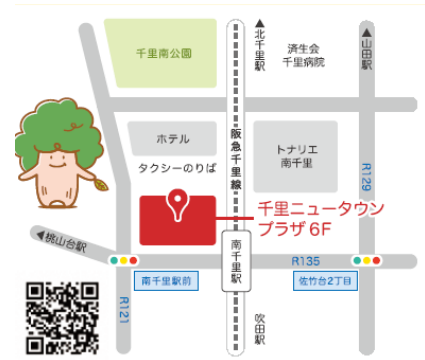 千里南公園
▲北千里駅
済生会
千里病院
▲山田駅
ホテル
タクシーのりば
阪急千里線
トナリエ
南千里
R129
千里ニュータウン
プラザ 6F
◀桃山台駅
南千里駅
R135
南千里駅前
佐竹台2丁目
R121
吹田駅